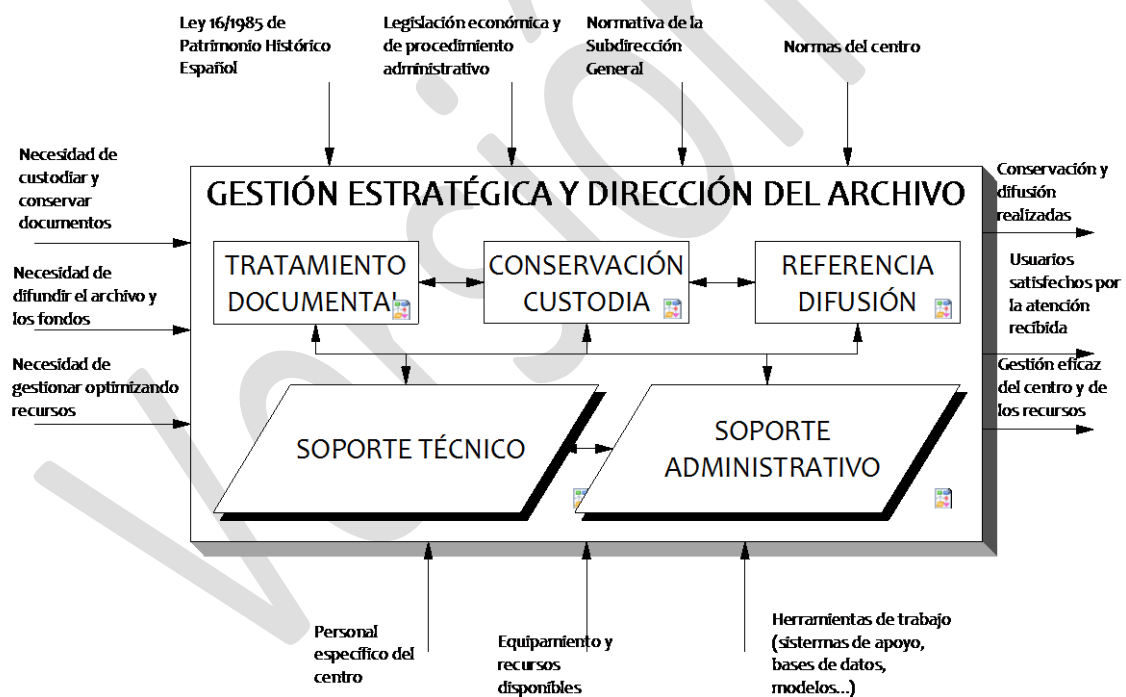 Ley 16/1985 de
Patrimonio Histórico
Español
Legislación económica y
de procedimiento
administrativo
Normativa de la
Subdirección
General
Normas del centro
Necesidad de
custodiar y
conservar
documentos
Necesidad de
difundir el archivo y
los fondos
Necesidad de
gestionar optimizando
recursos
GESTIÓN ESTRATÉGICA Y DIRECCIÓN DEL ARCHIVO
TRATAMIENTO
DOCUMENTAL
CONSERVACIÓN
CUSTODIA
REFERENCIA
DIFUSIÓN
SOPORTE TÉCNICO
SOPORTE
ADMINISTRATIVO
Conservación y
difusión
realizadas
Usuarios
satisfechos por
la atención
recibida
Gestión eficaz
del centro y de
los recursos
Personal
específico del
centro
Equipamiento y
recursos
disponibles
Herramientas de trabajo
(sistemas de apoyo,
bases de datos,
modelos...)
Versión